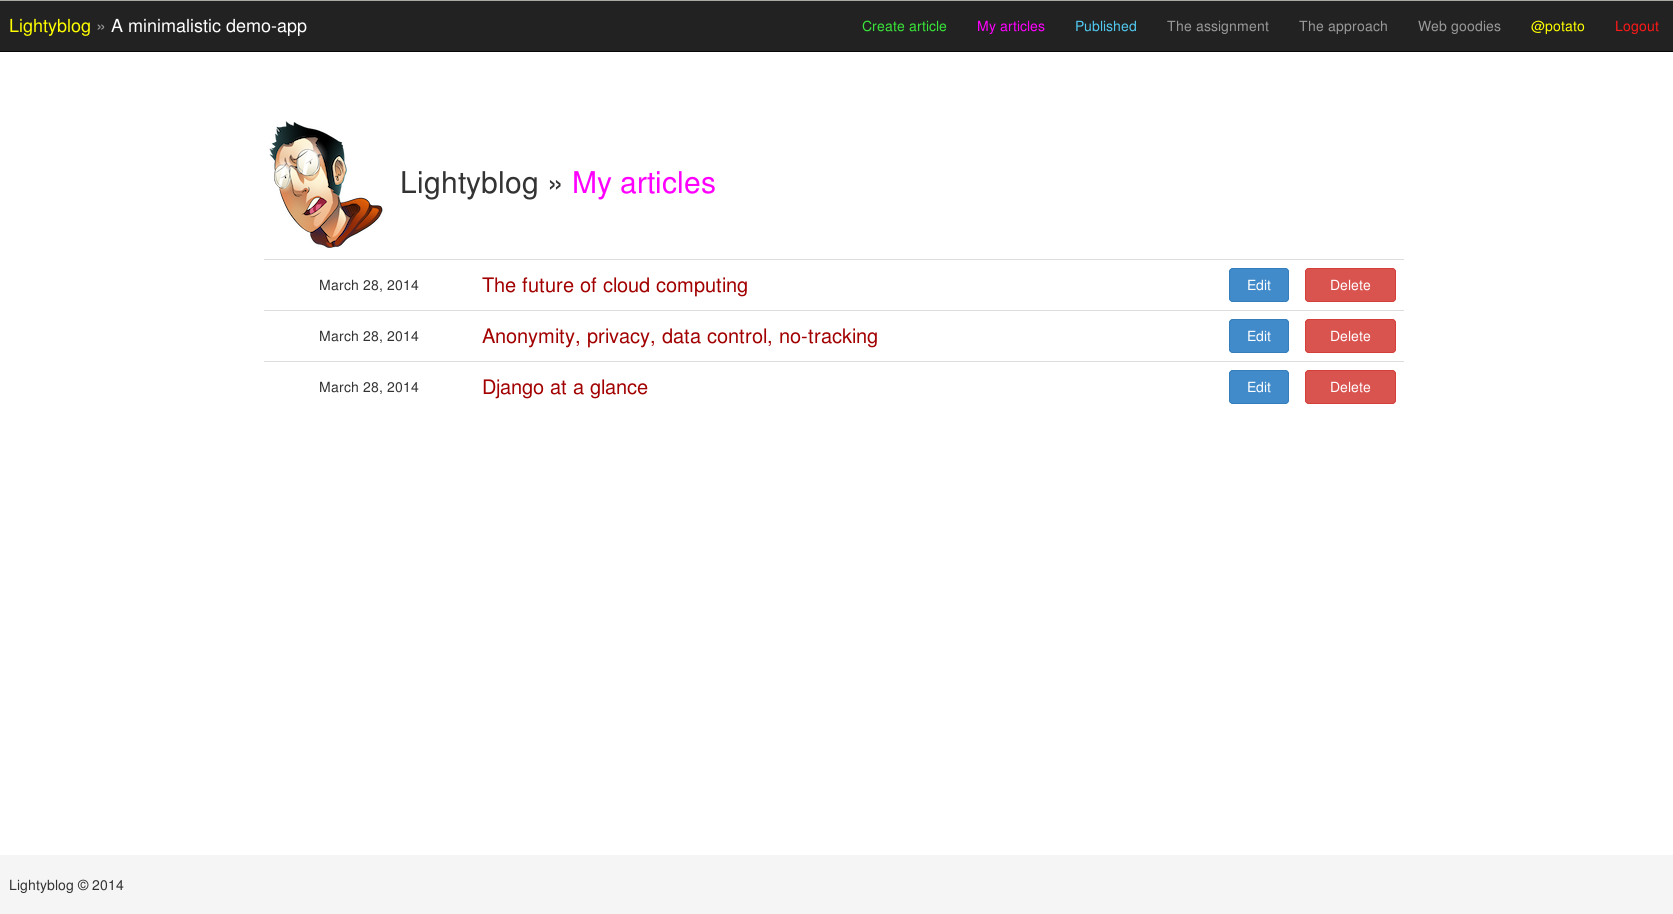 Lightyblog » A minimalistic demo-app Create article My articles Published The assignment The approach Web goodies @potato Logout
Lightyblog » My articles
March 28, 2014 The future of cloud computing Edit Delete
March 28, 2014 Anonymity, privacy, data control, no-tracking Edit Delete
March 28, 2014 Django at a glance Edit Delete
Lightyblog © 2014